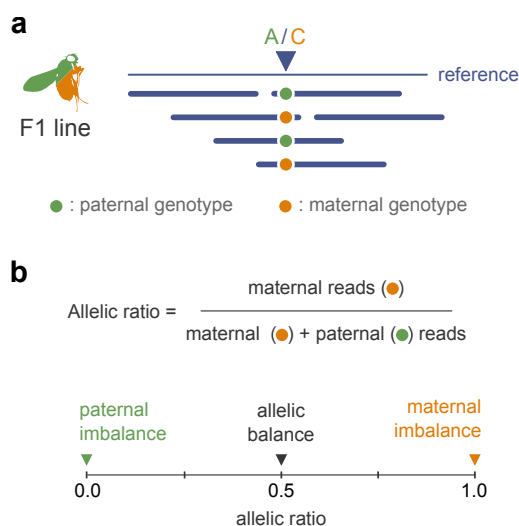 a
A/C
reference
F1 line
: paternal genotype
: maternal genotype
b
Allelic ratio =
maternal reads ( )
maternal ( ) + paternal ( ) reads
paternal
imbalance
allelic
balance
maternal
imbalance
0.0
0.5
1.0
allelic ratio